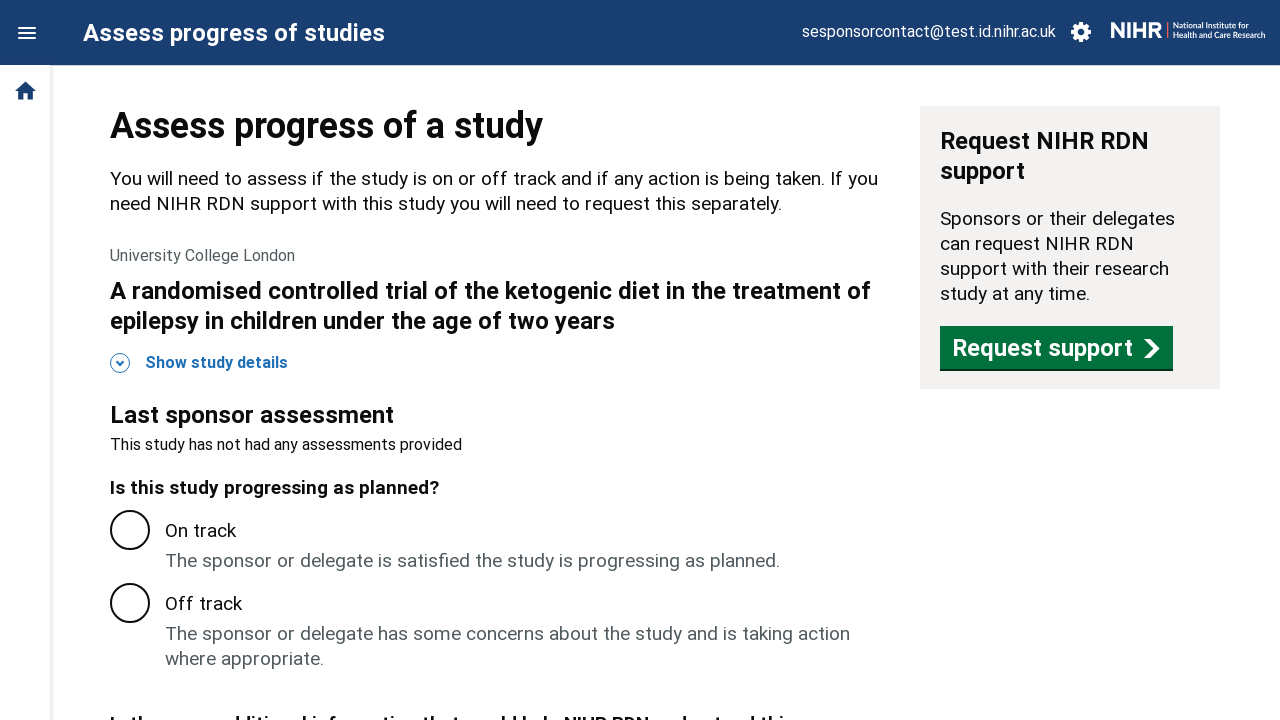 Assess progress of studies
sesponsorcontact@test.id.nihr.ac.uk
NIHR | National Institute for
Health and Care Research
Assess progress of a study
You will need to assess if the study is on or off track and if any action is being taken. If you
need NIHR RDN support with this study you will need to request this separately.
University College London
A randomised controlled trial of the ketogenic diet in the treatment of
epilepsy in children under the age of two years
Show study details
Last sponsor assessment
This study has not had any assessments provided
Is this study progressing as planned?
On track
The sponsor or delegate is satisfied the study is progressing as planned.
Off track
The sponsor or delegate has some concerns about the study and is taking action
where appropriate.
Request NIHR RDN
support
Sponsors or their delegates
can request NIHR RDN
support with their research
study at any time.
Request support